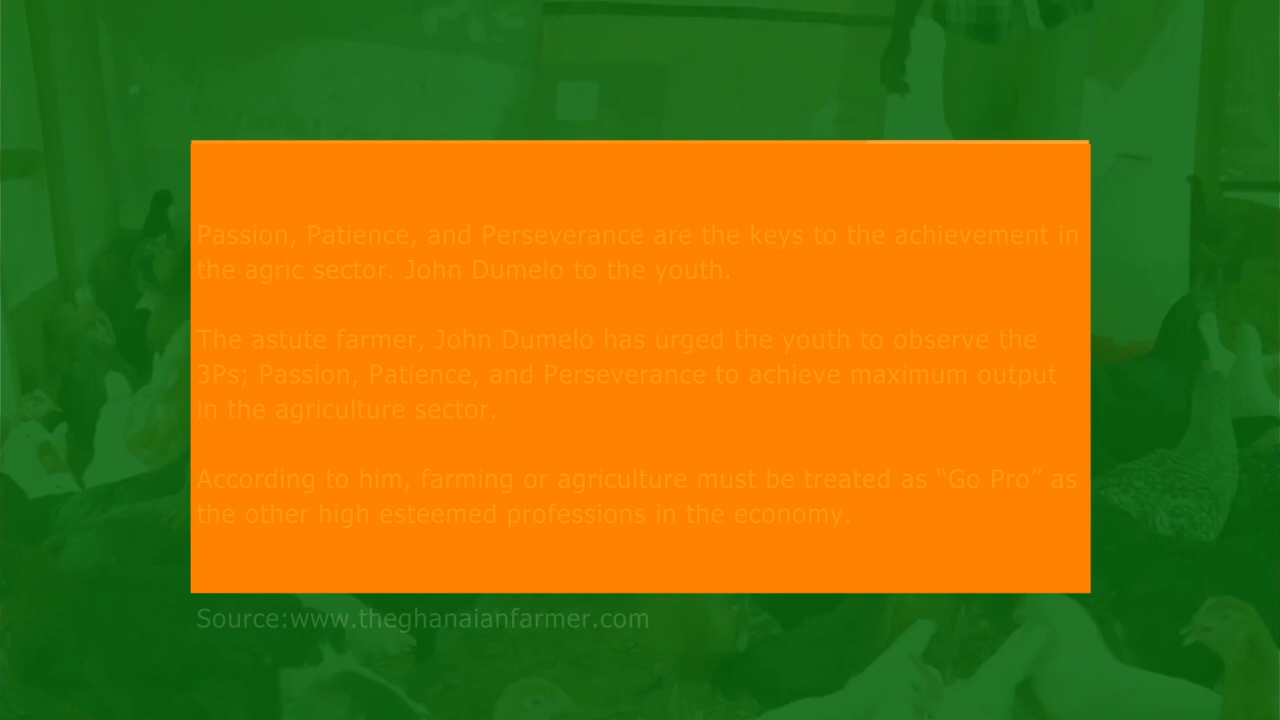 Passion, Patience, and Perseverance are the keys to the achievement in
the agric sector. John Dumelo to the youth.
The astute farmer, John Dumelo has urged the youth to observe the
3Ps; Passion, Patience, and Perseverance to achieve maximum output
in the agriculture sector.
According to him, farming or agriculture must be treated as “Go Pro” as
the other high esteemed professions in the economy.
Source:www.theghanaianfarmer.com